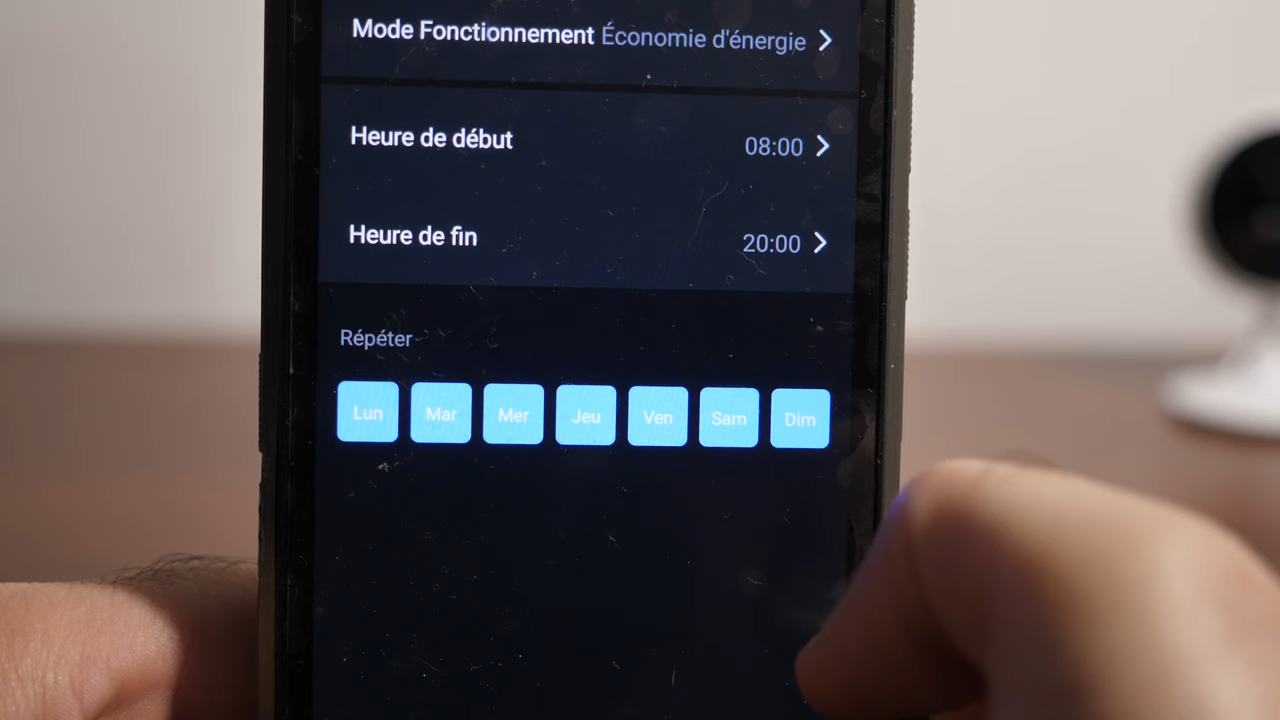 Mode Fonctionnement Économie d'énergie
Heure de début 08:00
Heure de fin 20:00
Répéter
Lun Mar Mer Jeu Ven Sam Dim